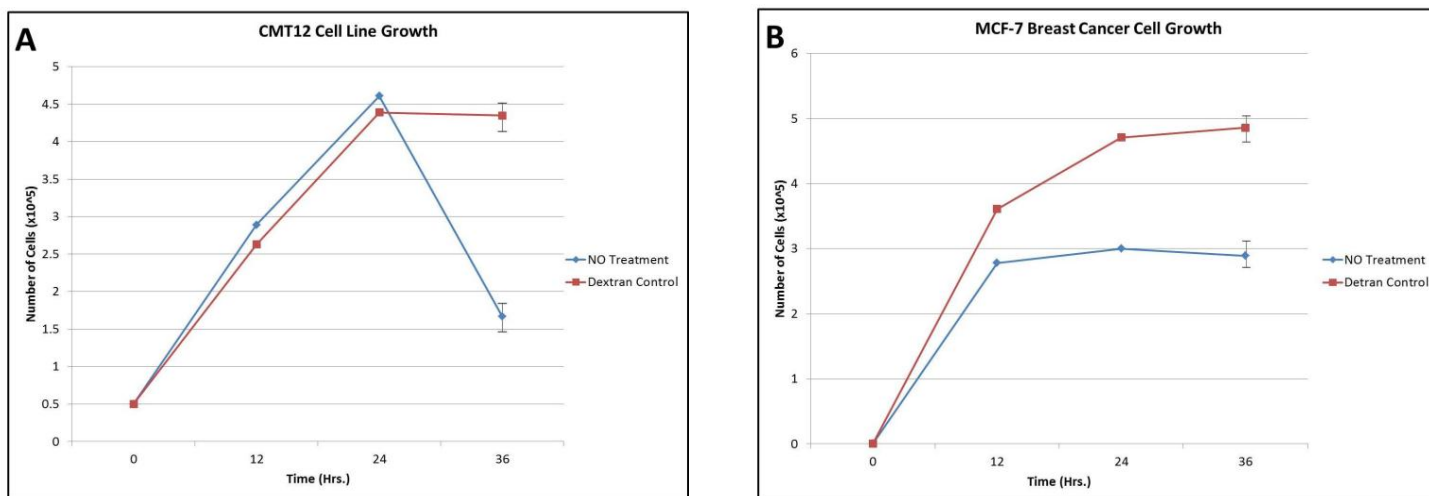 A
CMT12 Cell Line Growth
5
4.5
4
3.5
3
2.5
2
1.5
1
0.5
0
Number of Cells (x10^5)
0 12 24 36
Time (Hrs.)
NO Treatment
Dextran Control
B
MCF-7 Breast Cancer Cell Growth
6
5
4
3
2
1
0
Number of Cells (x10^5)
0 12 24 36
Time (Hrs.)
NO Treatment
Detran Control